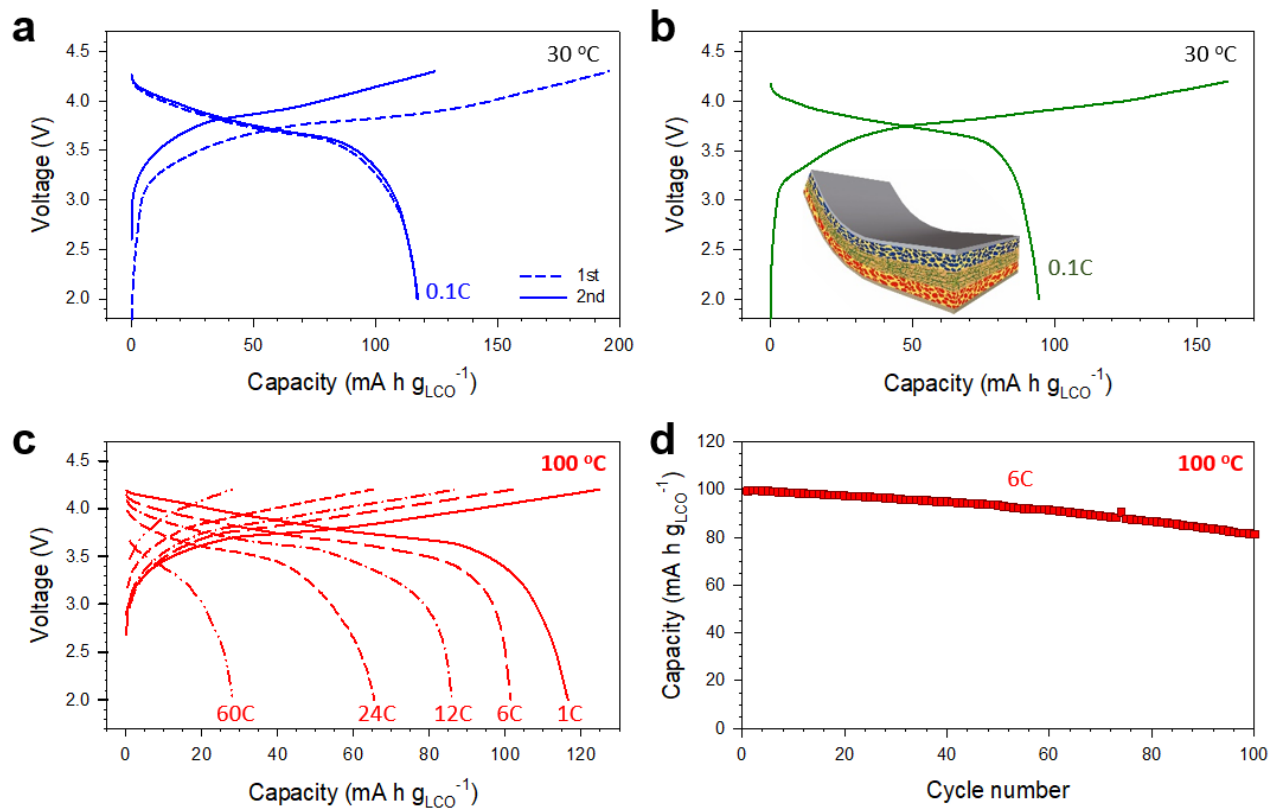 a
30 °C
4.5
4.0
3.5
3.0
2.5
2.0
Voltage (V)
0.1C
1st
2nd
0 50 100 150 200
Capacity (mA h gLCO-1)
b
30 °C
4.5
4.0
3.5
3.0
2.5
2.0
Voltage (V)
0.1C
0 50 100 150
Capacity (mA h gLCO-1)
c
100 °C
4.5
4.0
3.5
3.0
2.5
2.0
Voltage (V)
60C 24C 12C 6C 1C
0 20 40 60 80 100 120
Capacity (mA h gLCO-1)
d
100 °C
6C
120
100
80
60
40
20
0
Capacity (mA h gLCO-1)
0 20 40 60 80 100
Cycle number